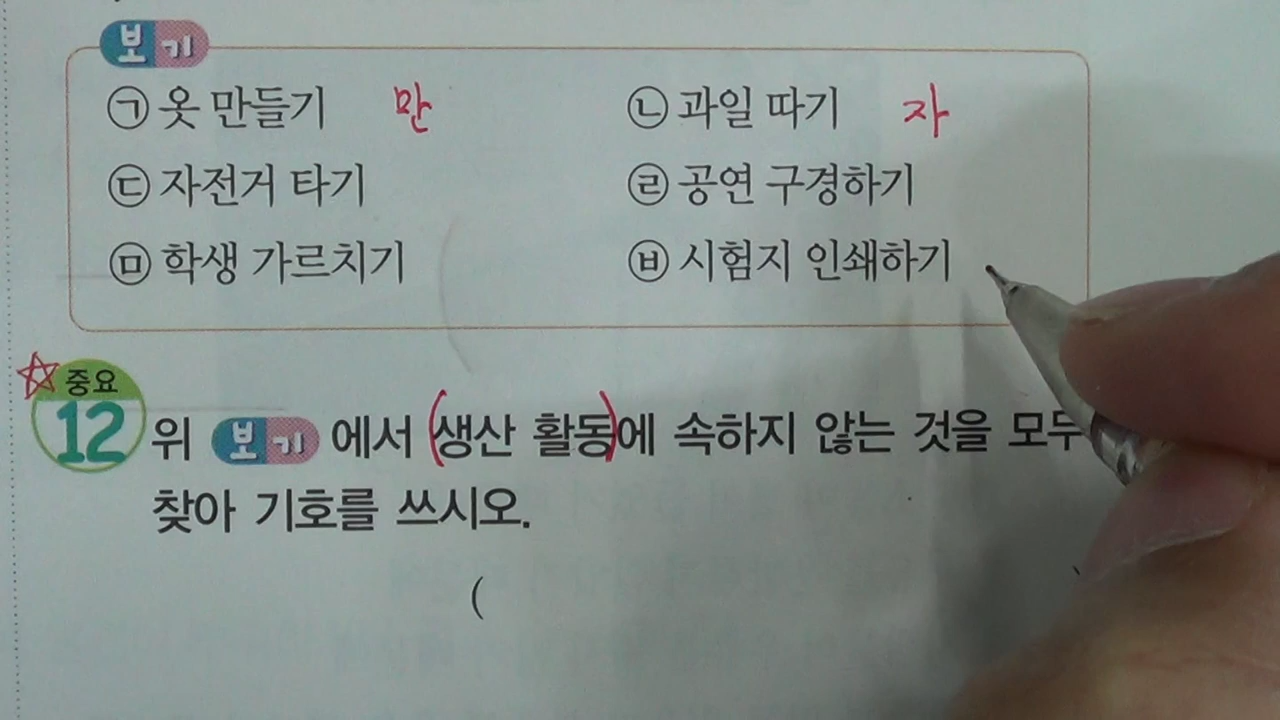 보기
㉠ 옷 만들기 만 ㉡ 과일 따기 자
㉢ 자전거 타기 ㉣ 공연 구경하기
㉤ 학생 가르치기 ㉥ 시험지 인쇄하기
중요
12 위 보기 에서 (생산 활동)에 속하지 않는 것을 모두
찾아 기호를 쓰시오.
(